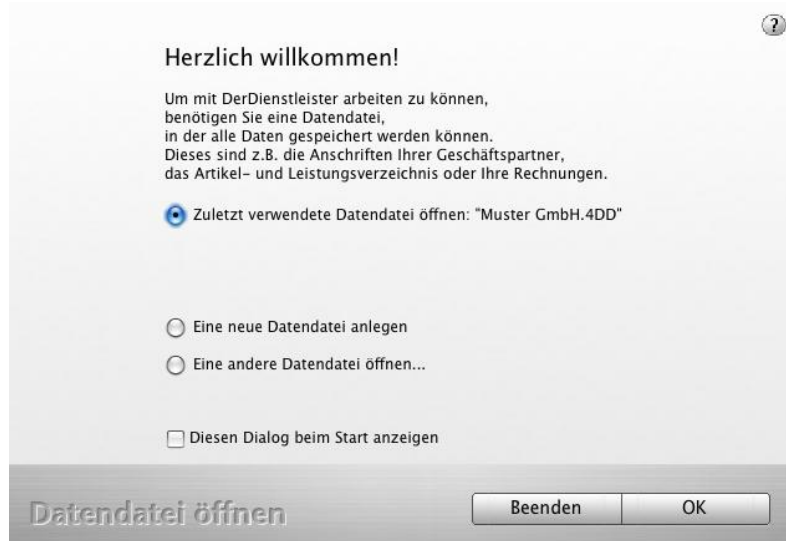 ?
Herzlich willkommen!
Um mit DerDienstleister arbeiten zu können,
benötigen Sie eine Datendatei,
in der alle Daten gespeichert werden können.
Dieses sind z.B. die Anschriften Ihrer Geschäftspartner,
das Artikel- und Leistungsverzeichnis oder Ihre Rechnungen.
Zuletzt verwendete Datendatei öffnen: "Muster GmbH.4DD"
Eine neue Datendatei anlegen
Eine andere Datendatei öffnen...
Diesen Dialog beim Start anzeigen
Datendatei öffnen
Beenden
OK